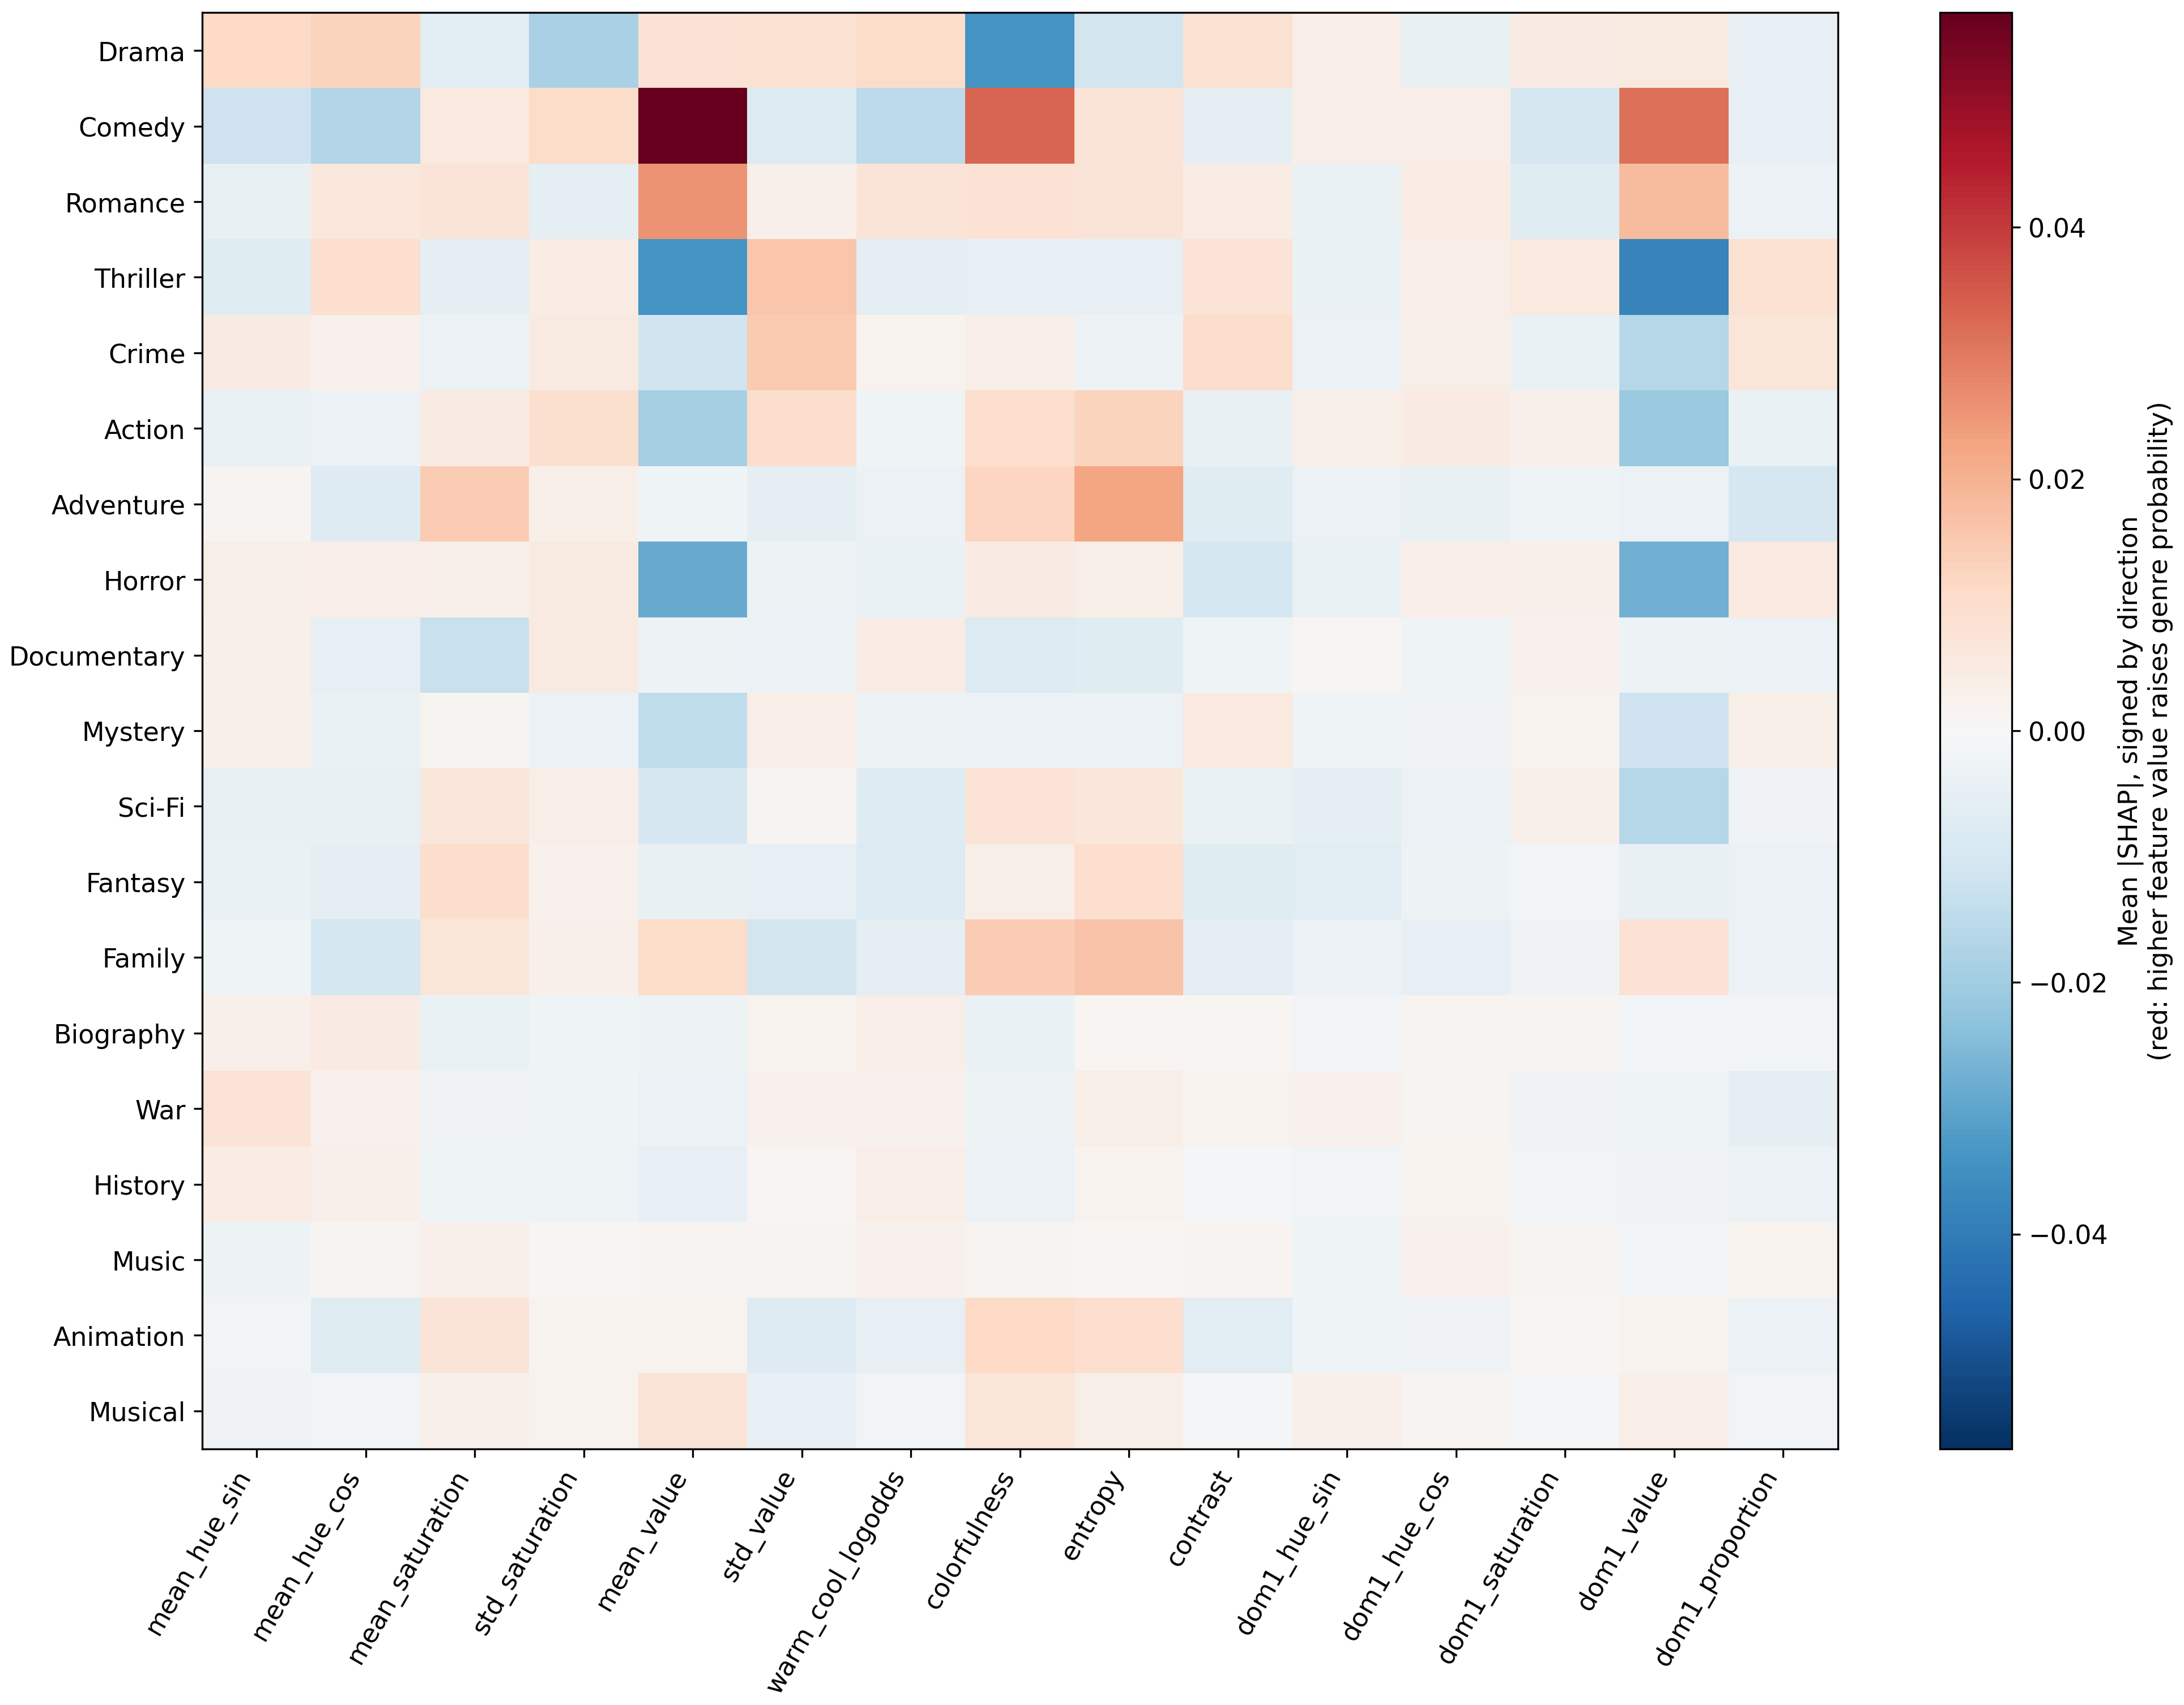 Drama
Comedy
Romance
Thriller
Crime
Action
Adventure
Horror
Documentary
Mystery
Sci-Fi
Fantasy
Family
Biography
War
History
Music
Animation
Musical
mean_hue_sin
mean_hue_cos
mean_saturation
std_saturation
mean_value
std_value
warm_cool_logodds
colorfulness
entropy
contrast
dom1_hue_sin
dom1_hue_cos
dom1_saturation
dom1_value
dom1_proportion
0.04
0.02
0.00
−0.02
−0.04
Mean |SHAP|, signed by direction
(red: higher feature value raises genre probability)